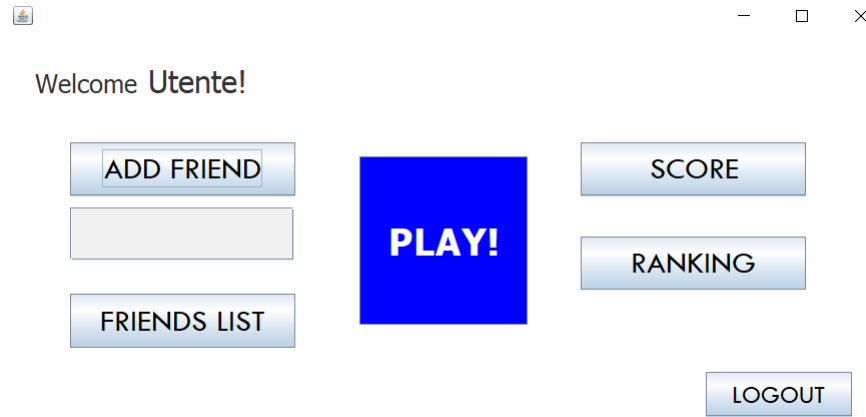 Welcome Utente!
ADD FRIEND
SCORE
PLAY!
RANKING
FRIENDS LIST
LOGOUT